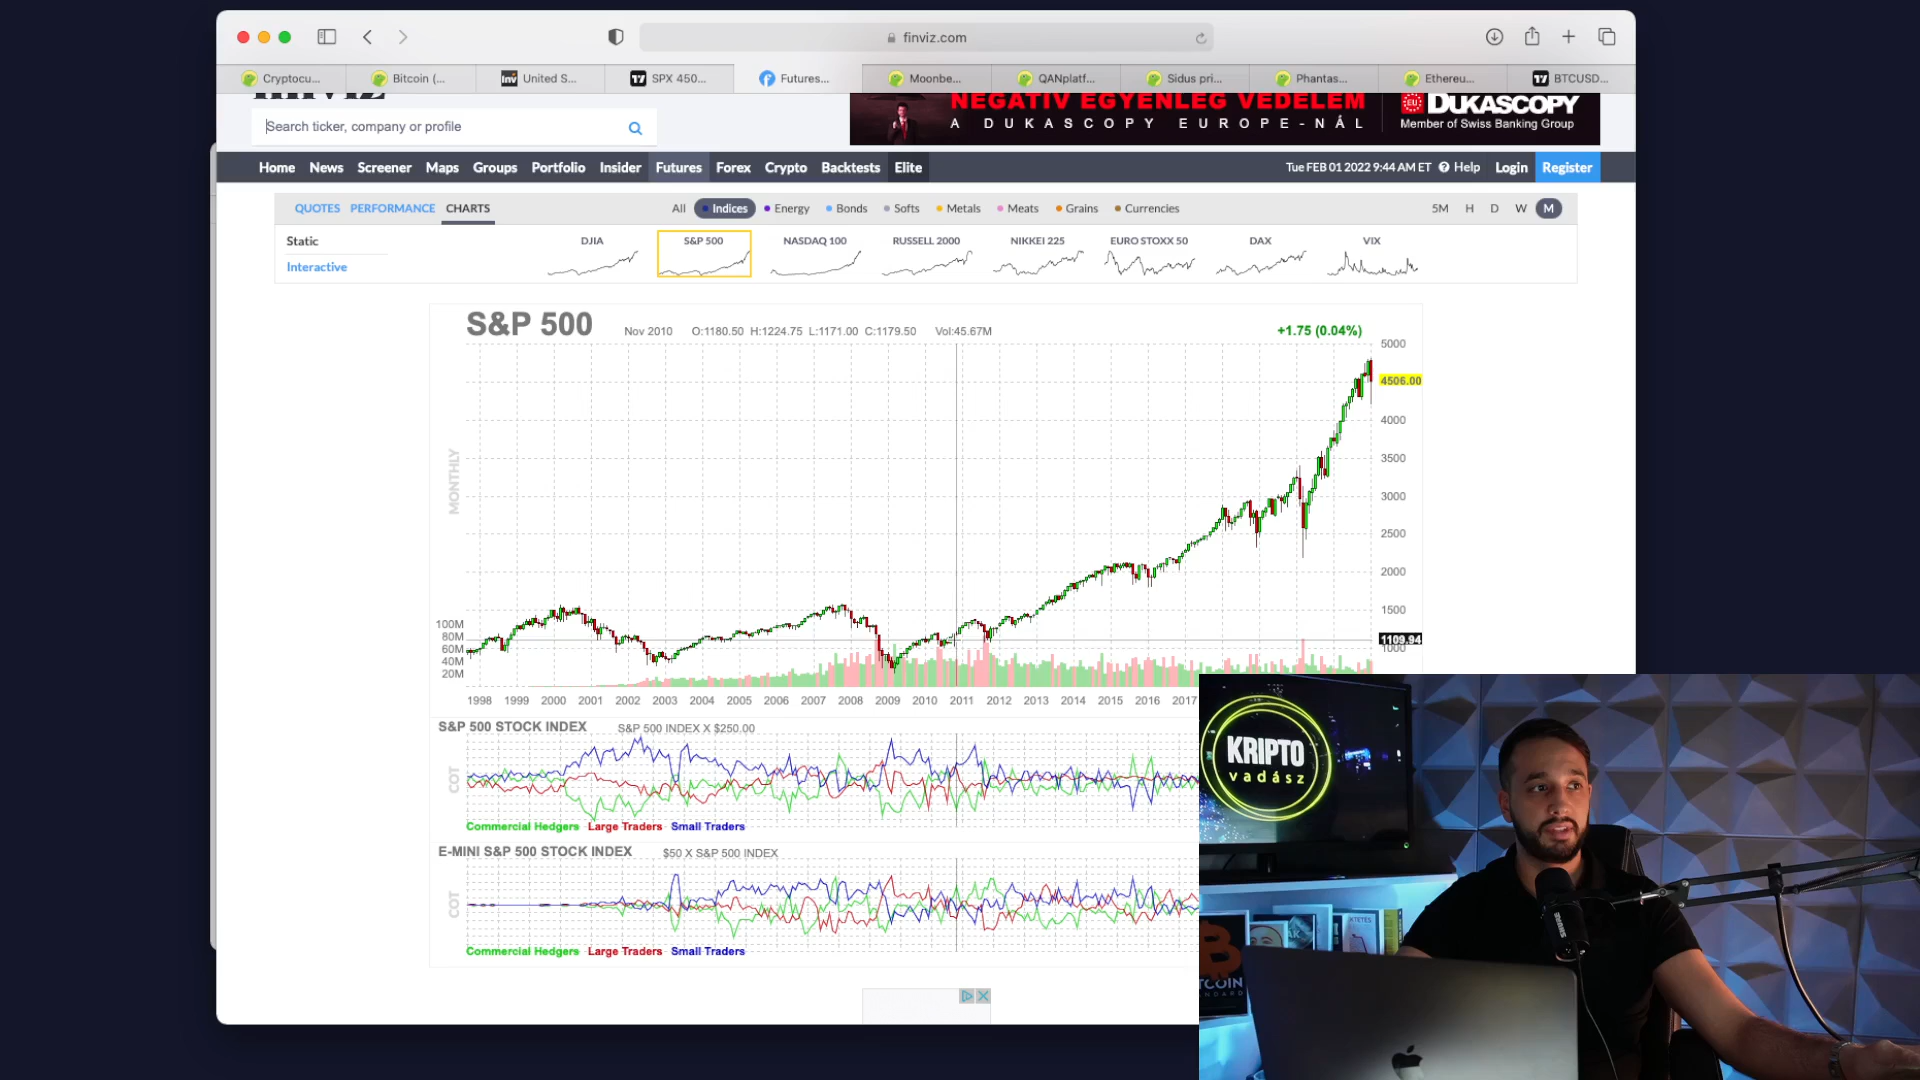 finviz.com
Cryptocu...
Bitcoin (...
Inv United S...
SPX 450...
Futures...
Moonbe...
QANplatf...
Sidus pri...
Phantas...
Ethereu...
BTCUSD...
Search ticker, company or profile
NEGATÍV EGYENLEG VÉDELEM
A DUKASCOPY EUROPE-NÁL
EU DUKASCOPY
Member of Swiss Banking Group
Home News Screener Maps Groups Portfolio Insider Futures Forex Crypto Backtests Elite
Tue FEB 01 2022 9:44 AM ET Help Login Register
QUOTES PERFORMANCE CHARTS
All Indices Energy Bonds Softs Metals Meats Grains Currencies
5M H D W M
Static
Interactive
DJIA S&P 500 NASDAQ 100 RUSSELL 2000 NIKKEI 225 EURO STOXX 50 DAX VIX
S&P 500 Nov 2010 O:1180.50 H:1224.75 L:1171.00 C:1179.50 Vol:45.67M +1.75 (0.04%)
MONTHLY
5000
4506.00
4000
3500
3000
2500
2000
1500
1109.94
1000
100M
80M
60M
40M
20M
1998 1999 2000 2001 2002 2003 2004 2005 2006 2007 2008 2009 2010 2011 2012 2013 2014 2015 2016 2017
S&P 500 STOCK INDEX S&P 500 INDEX X $250.00
COT
Commercial Hedgers Large Traders Small Traders
E-MINI S&P 500 STOCK INDEX $50 X S&P 500 INDEX
COT
Commercial Hedgers Large Traders Small Traders
KRIPTO
vadász
SHURE